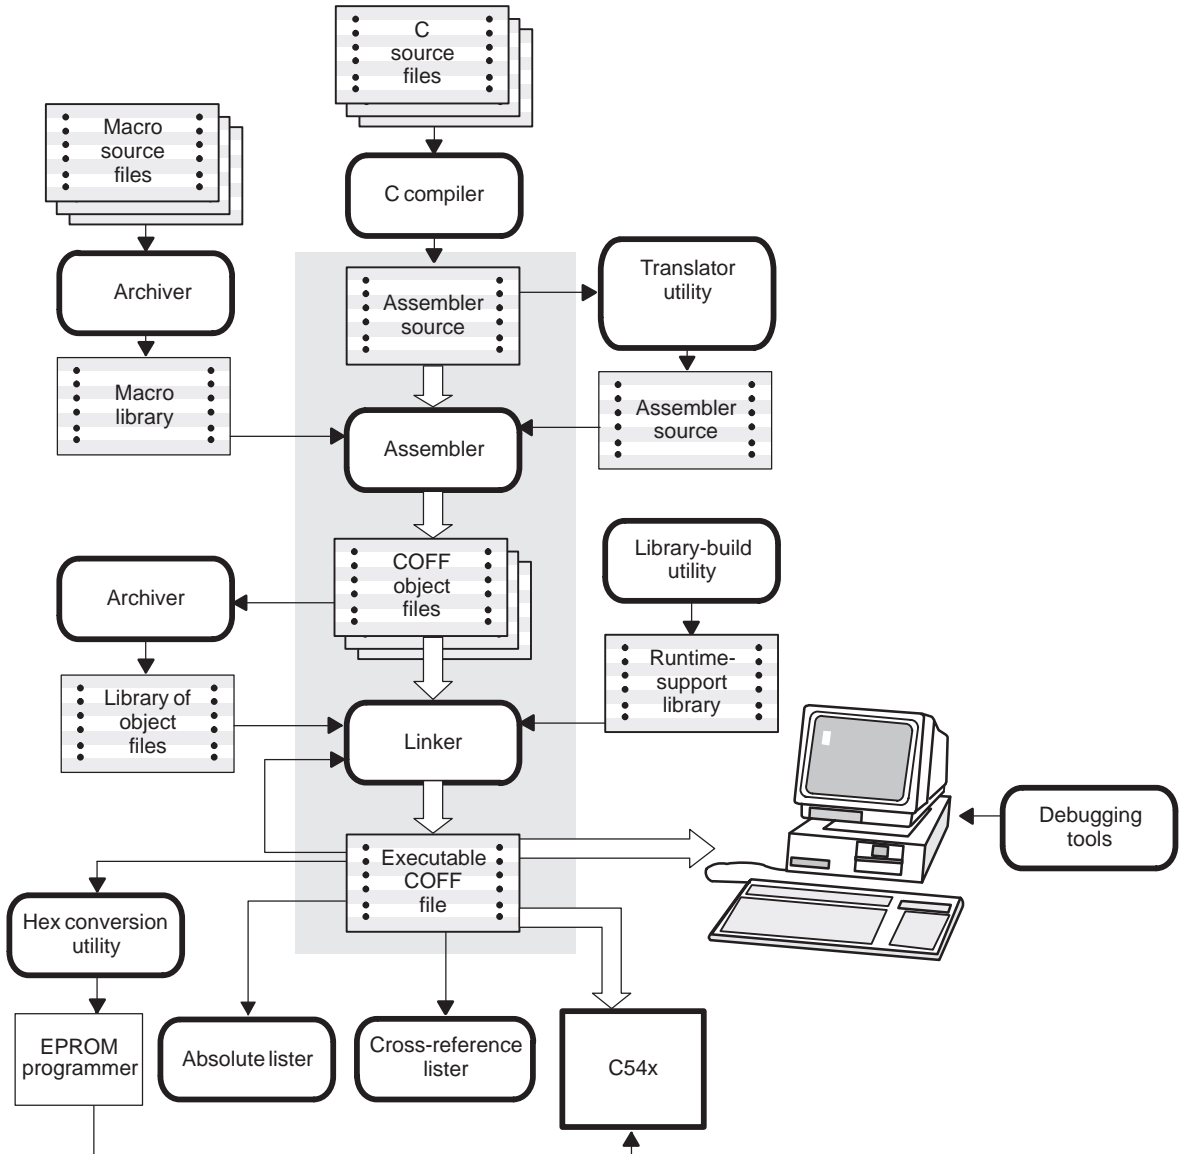 C
source
files
Macro
source
files
C compiler
Archiver
Translator
utility
Assembler
source
Macro
library
Assembler
source
Assembler
Library-build
utility
COFF
object
files
Archiver
Runtime-
support
library
Library of
object
files
Linker
Debugging
tools
Executable
COFF
file
Hex conversion
utility
EPROM
programmer
Absolute lister
Cross-reference
lister
C54x